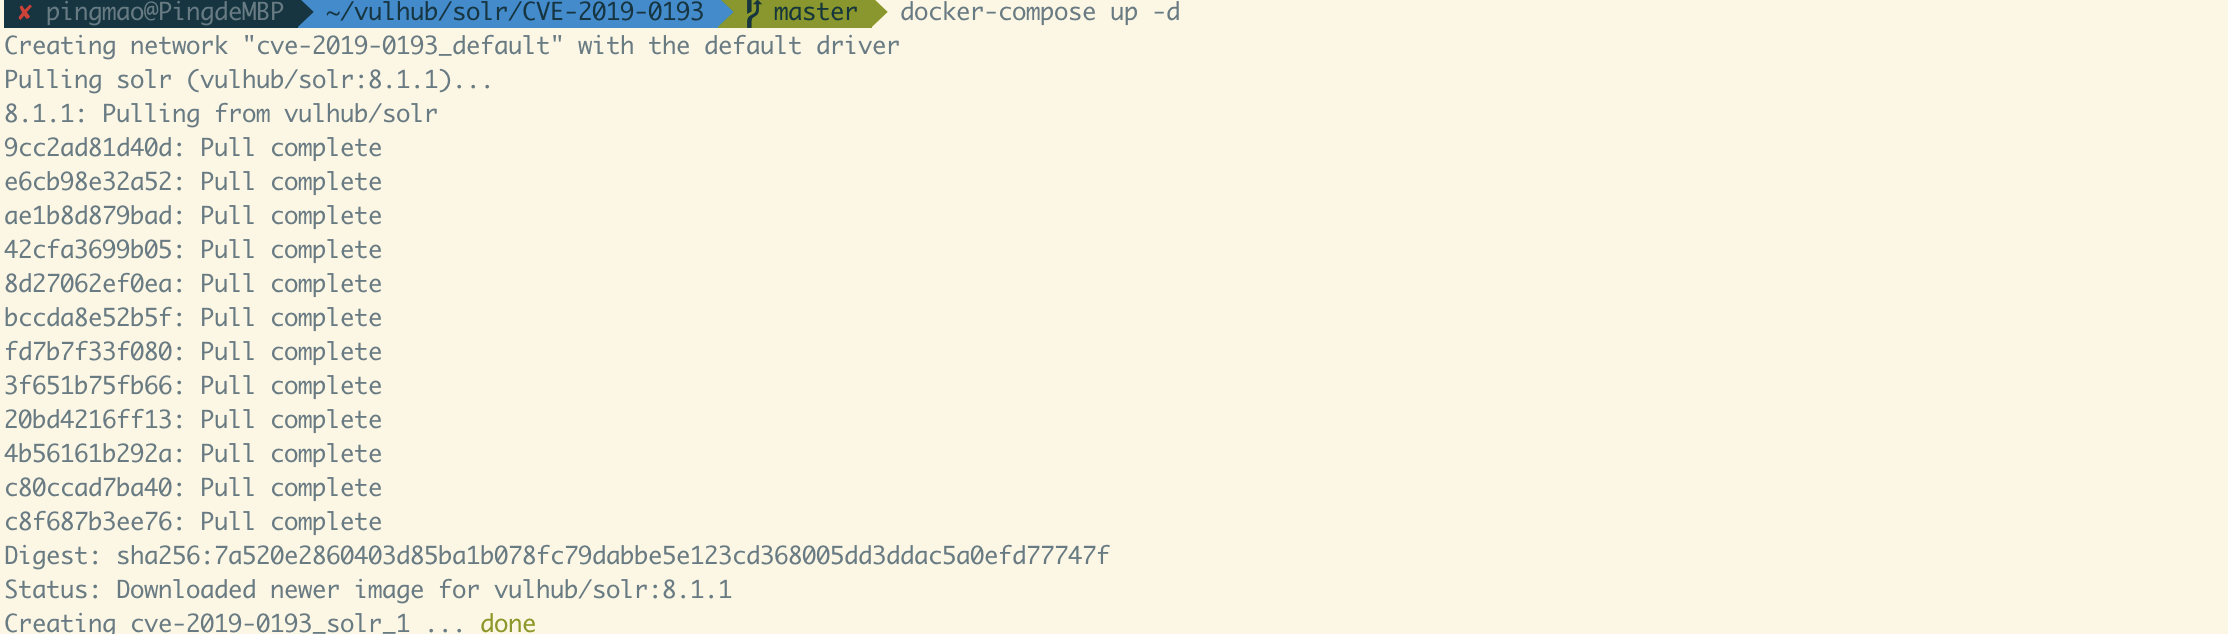 ✘ pingmao@PingdeMBP ~/vulhub/solr/CVE-2019-0193 master docker-compose up -d
Creating network "cve-2019-0193_default" with the default driver
Pulling solr (vulhub/solr:8.1.1)...
8.1.1: Pulling from vulhub/solr
9cc2ad81d40d: Pull complete
e6cb98e32a52: Pull complete
ae1b8d879bad: Pull complete
42cfa3699b05: Pull complete
8d27062ef0ea: Pull complete
bccda8e52b5f: Pull complete
fd7b7f33f080: Pull complete
3f651b75fb66: Pull complete
20bd4216ff13: Pull complete
4b56161b292a: Pull complete
c80ccad7ba40: Pull complete
c8f687b3ee76: Pull complete
Digest: sha256:7a520e2860403d85ba1b078fc79dabbe5e123cd368005dd3ddac5a0efd77747f
Status: Downloaded newer image for vulhub/solr:8.1.1
Creating cve-2019-0193_solr_1 ... done